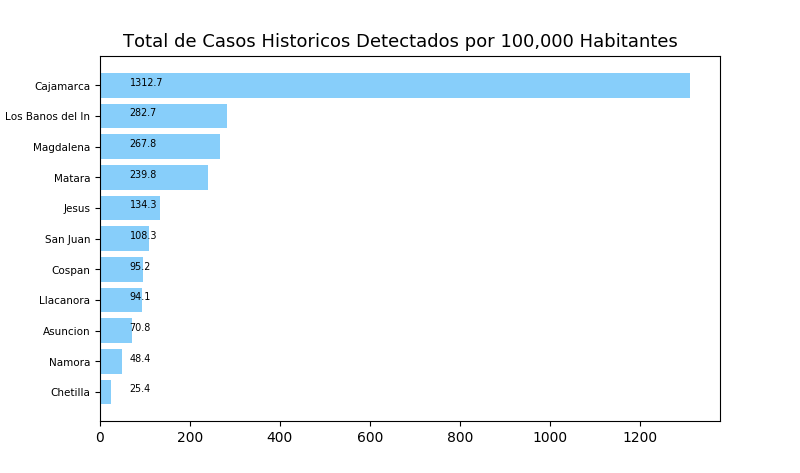 Total de Casos Historicos Detectados por 100,000 Habitantes
Cajamarca 1312.7
Los Banos del In 282.7
Magdalena 267.8
Matara 239.8
Jesus 134.3
San Juan 108.3
Cospan 95.2
Llacanora 94.1
Asuncion 70.8
Namora 48.4
Chetilla 25.4
0 200 400 600 800 1000 1200